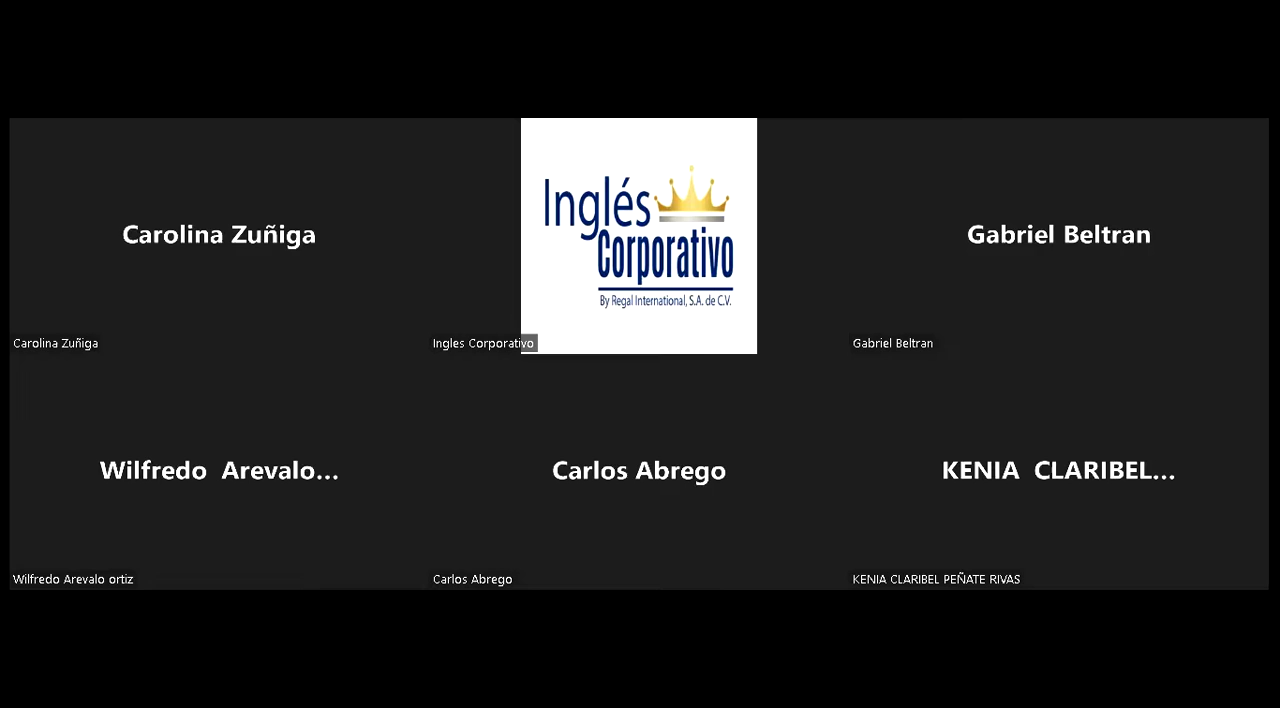 Carolina Zuñiga
Carolina Zuñiga
Inglés
Corporativo
By Regal International, S.A. de C.V.
Ingles Corporativo
Gabriel Beltran
Gabriel Beltran
Wilfredo Arevalo...
Wilfredo Arevalo ortiz
Carlos Abrego
Carlos Abrego
KENIA CLARIBEL...
KENIA CLARIBEL PEÑATE RIVAS